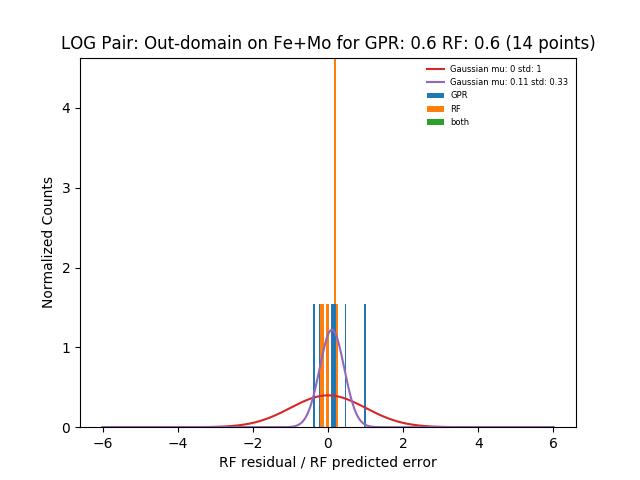 LOG Pair: Out-domain on Fe+Mo for GPR: 0.6 RF: 0.6 (14 points)
Gaussian mu: 0 std: 1
Gaussian mu: 0.11 std: 0.33
GPR
RF
both
Normalized Counts
4
3
2
1
0
−6 −4 −2 0 2 4 6
RF residual / RF predicted error